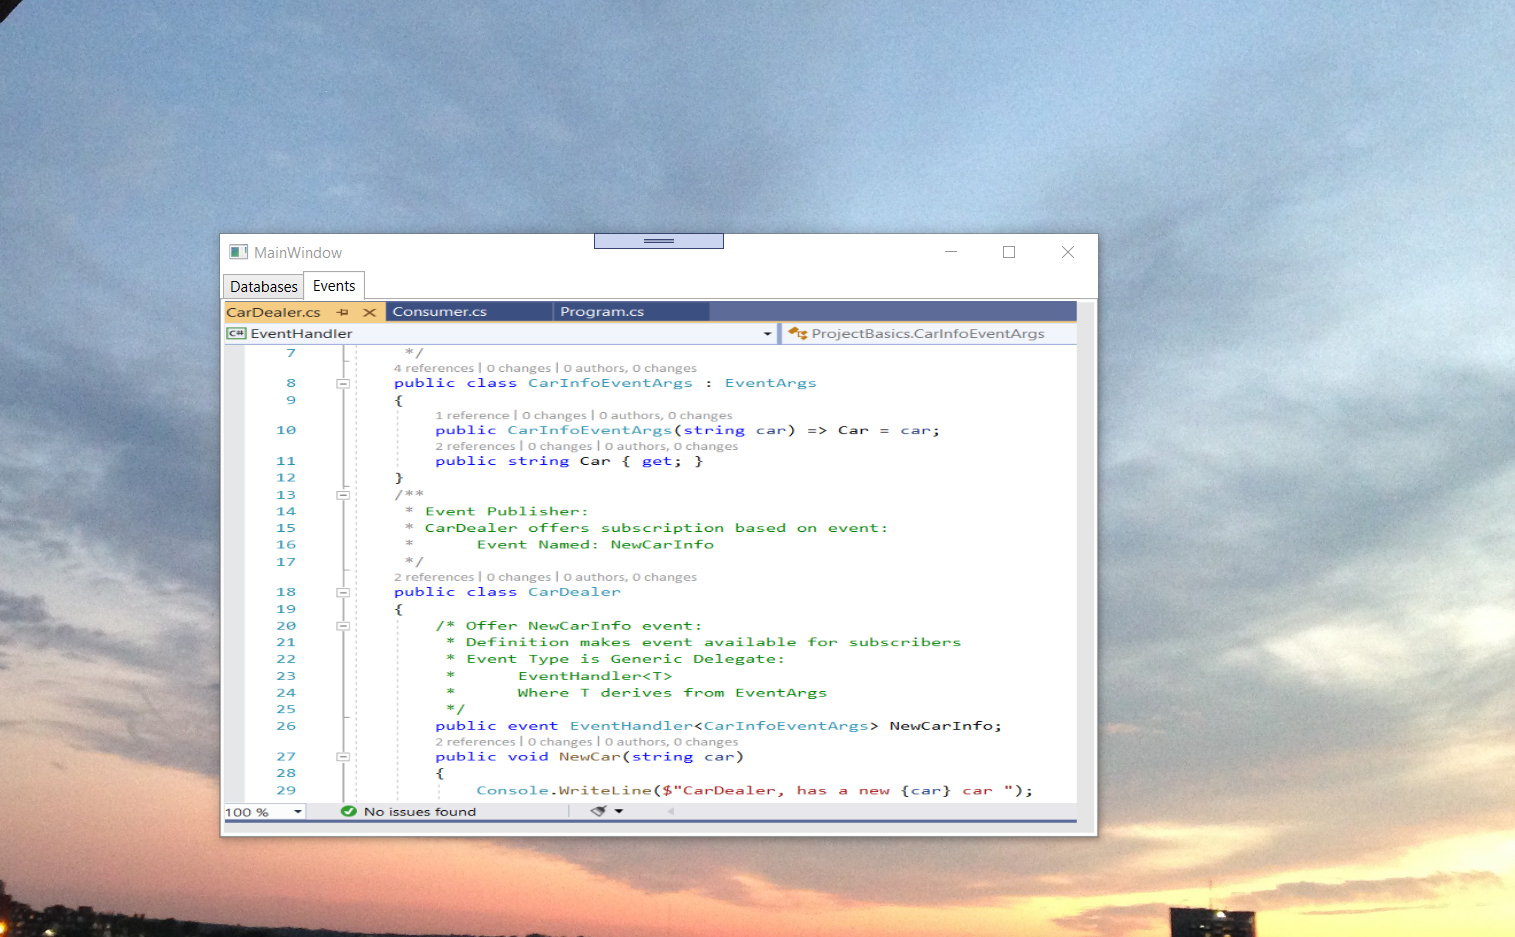 MainWindow
Databases Events
CarDealer.cs Consumer.cs Program.cs
C# EventHandler ProjectBasics.CarInfoEventArgs
7 */
4 references | 0 changes | 0 authors, 0 changes
8 public class CarInfoEventArgs : EventArgs
9 {
1 reference | 0 changes | 0 authors, 0 changes
10 public CarInfoEventArgs(string car) => Car = car;
2 references | 0 changes | 0 authors, 0 changes
11 public string Car { get; }
12 }
13 /**
14 * Event Publisher:
15 * CarDealer offers subscription based on event:
16 * Event Named: NewCarInfo
17 */
2 references | 0 changes | 0 authors, 0 changes
18 public class CarDealer
19 {
20 /* Offer NewCarInfo event:
21 * Definition makes event available for subscribers
22 * Event Type is Generic Delegate:
23 * EventHandler<T>
24 * Where T derives from EventArgs
25 */
26 public event EventHandler<CarInfoEventArgs> NewCarInfo;
2 references | 0 changes | 0 authors, 0 changes
27 public void NewCar(string car)
28 {
29 Console.WriteLine($"CarDealer, has a new {car} car ");
100 % No issues found